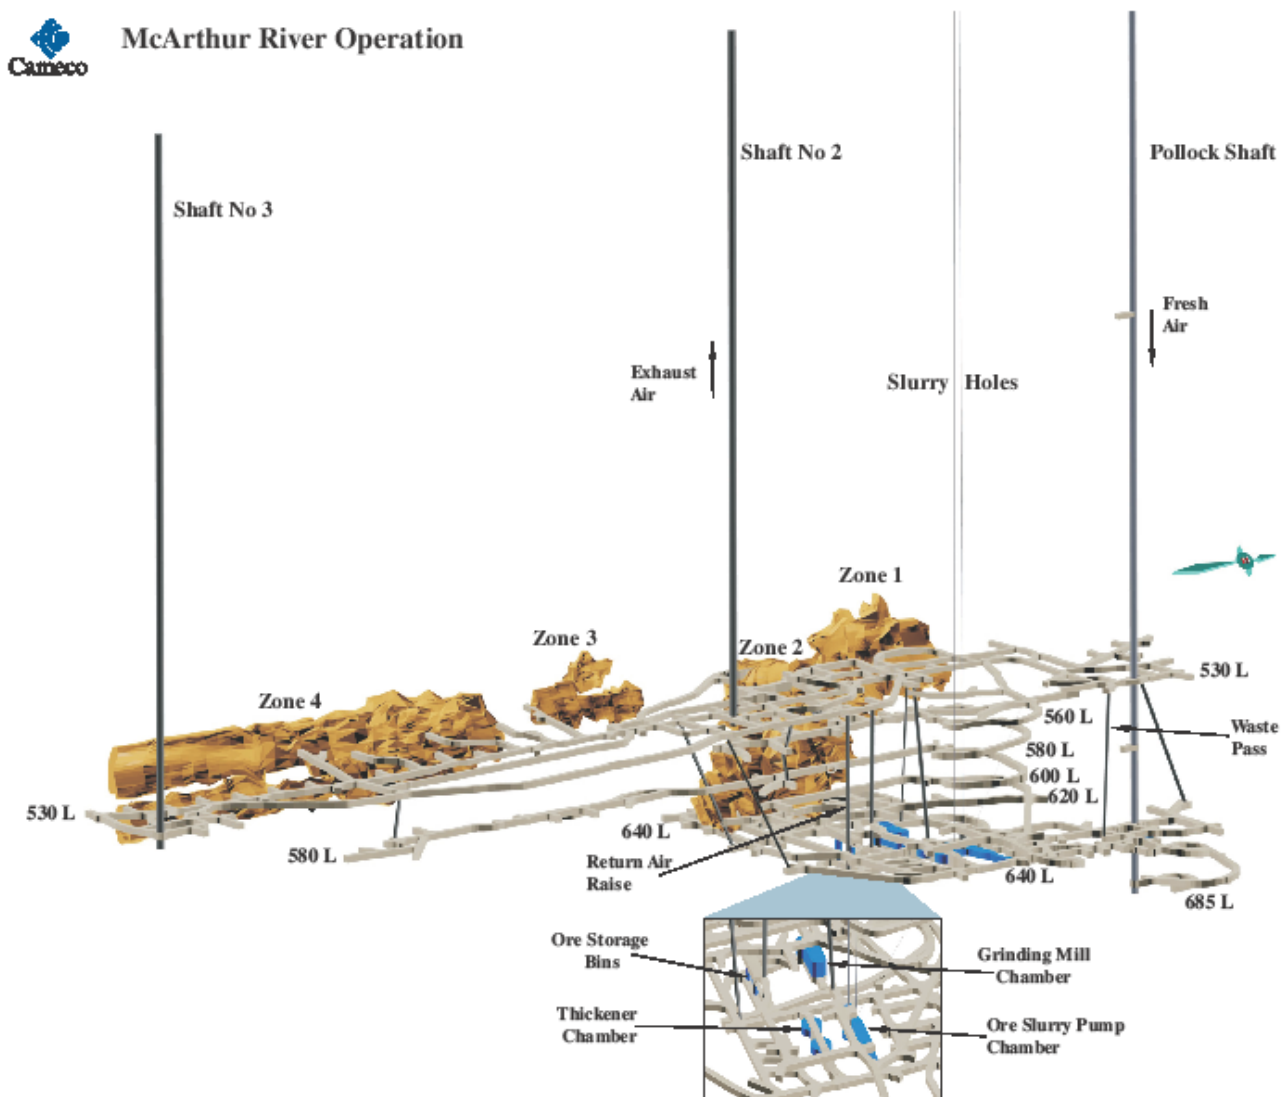 McArthur River Operation
Cameco
Shaft No 2
Pollock Shaft
Shaft No 3
Fresh
Air
Exhaust
Air
Slurry Holes
Zone 1
Zone 3
Zone 2
530 L
Zone 4
560 L
Waste
Pass
580 L
600 L
620 L
530 L
640 L
580 L
Return Air
Raise
640 L
685 L
Ore Storage
Bins
Grinding Mill
Chamber
Thickener
Chamber
Ore Slurry Pump
Chamber